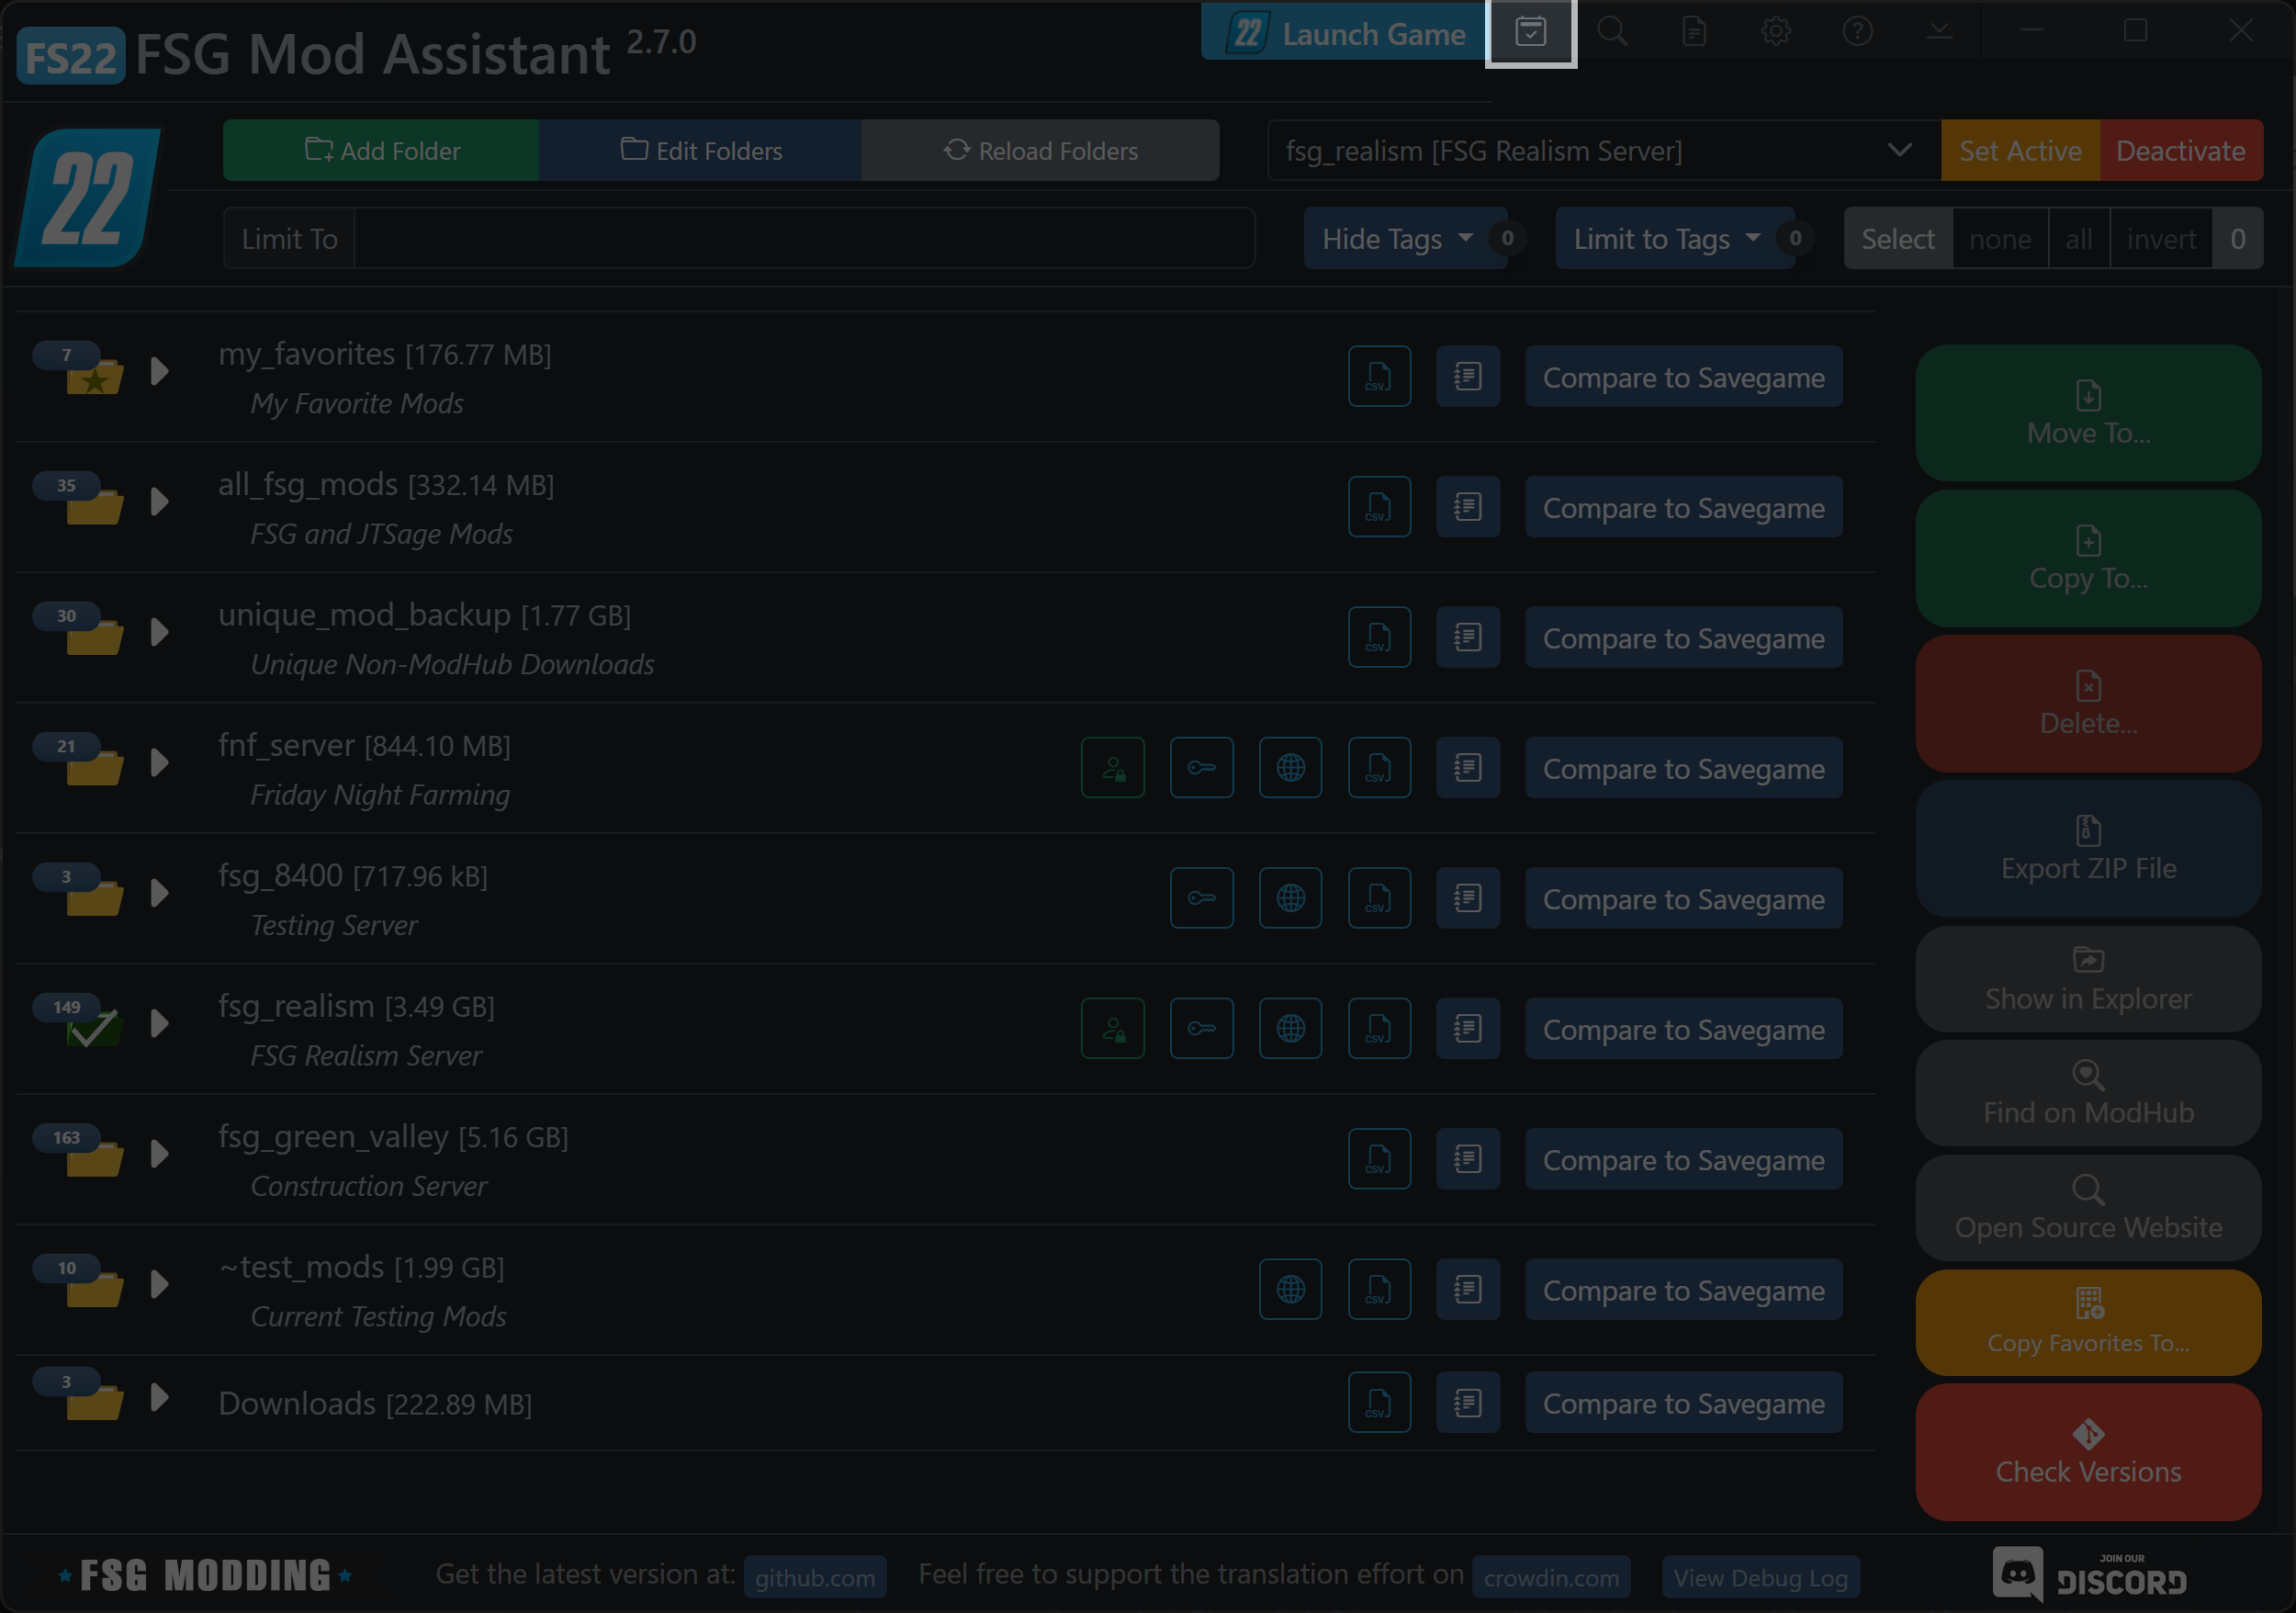 FS22 FSG Mod Assistant 2.7.0
22 Launch Game
22
Add Folder
Edit Folders
Reload Folders
fsg_realism [FSG Realism Server]
Set Active
Deactivate
Limit To
Hide Tags 0
Limit to Tags 0
Select none all invert 0
7
my_favorites [176.77 MB]
My Favorite Mods
CSV
Compare to Savegame
35
all_fsg_mods [332.14 MB]
FSG and JTSage Mods
CSV
Compare to Savegame
30
unique_mod_backup [1.77 GB]
Unique Non-ModHub Downloads
CSV
Compare to Savegame
21
fnf_server [844.10 MB]
Friday Night Farming
CSV
Compare to Savegame
3
fsg_8400 [717.96 kB]
Testing Server
CSV
Compare to Savegame
149
fsg_realism [3.49 GB]
FSG Realism Server
CSV
Compare to Savegame
163
fsg_green_valley [5.16 GB]
Construction Server
CSV
Compare to Savegame
10
~test_mods [1.99 GB]
Current Testing Mods
CSV
Compare to Savegame
3
Downloads [222.89 MB]
CSV
Compare to Savegame
Move To...
Copy To...
Delete...
Export ZIP File
Show in Explorer
Find on ModHub
Open Source Website
Copy Favorites To...
Check Versions
FSG MODDING
Get the latest version at: github.com
Feel free to support the translation effort on crowdin.com
View Debug Log
JOIN OUR
DISCORD